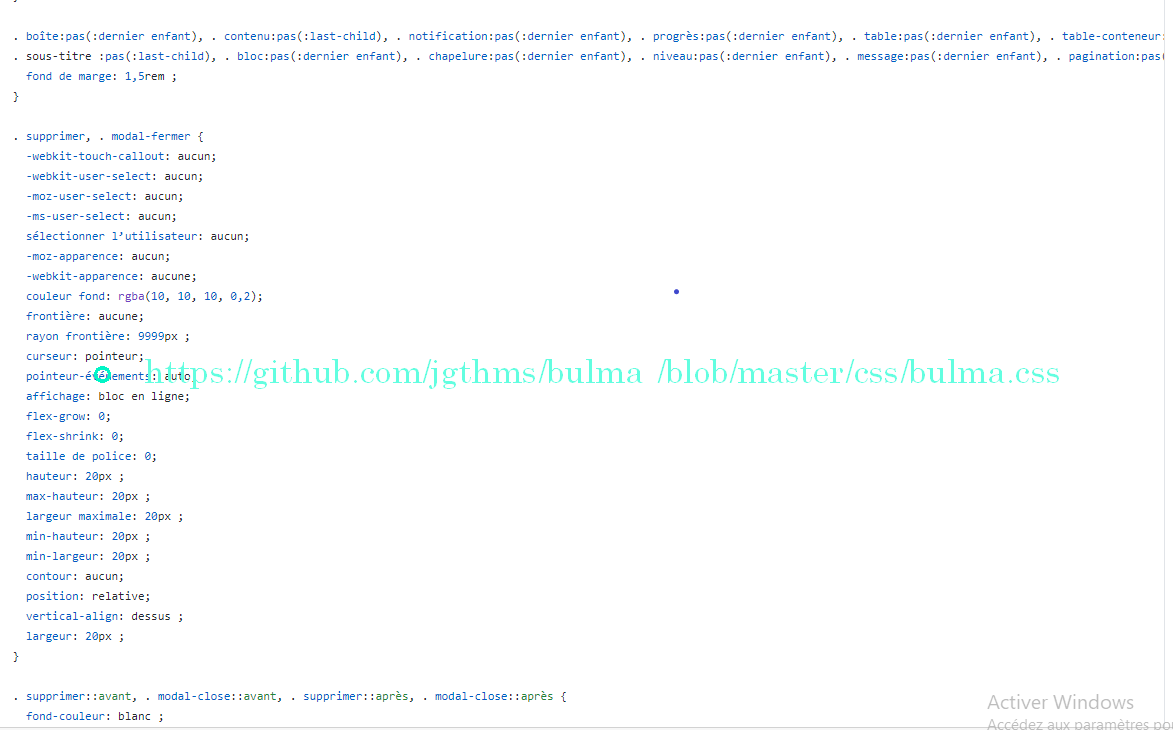 . boîte:pas(:dernier enfant), . contenu:pas(:last-child), . notification:pas(:dernier enfant), . progrès:pas(:dernier enfant), . table:pas(:dernier enfant), . table-conteneur:
. sous-titre :pas(:last-child), . bloc:pas(:dernier enfant), . chapelure:pas(:dernier enfant), . niveau:pas(:dernier enfant), . message:pas(:dernier enfant), . pagination:pas(
fond de marge: 1,5rem ;
}
. supprimer, . modal-fermer {
-webkit-touch-callout: aucun;
-webkit-user-select: aucun;
-moz-user-select: aucun;
-ms-user-select: aucun;
sélectionner l’utilisateur: aucun;
-moz-apparence: aucun;
-webkit-apparence: aucune;
couleur fond: rgba(10, 10, 10, 0,2);
frontière: aucune;
rayon frontière: 9999px ;
curseur: pointeur;
pointeur-événements: auto
https://github.com/jgthms/bulma /blob/master/css/bulma.css
affichage: bloc en ligne;
flex-grow: 0;
flex-shrink: 0;
taille de police: 0;
hauteur: 20px ;
max-hauteur: 20px ;
largeur maximale: 20px ;
min-hauteur: 20px ;
min-largeur: 20px ;
contour: aucun;
position: relative;
vertical-align: dessus ;
largeur: 20px ;
}
. supprimer::avant, . modal-close::avant, . supprimer::après, . modal-close::après {
fond-couleur: blanc ;
Activer Windows
Accédez aux paramètres pou